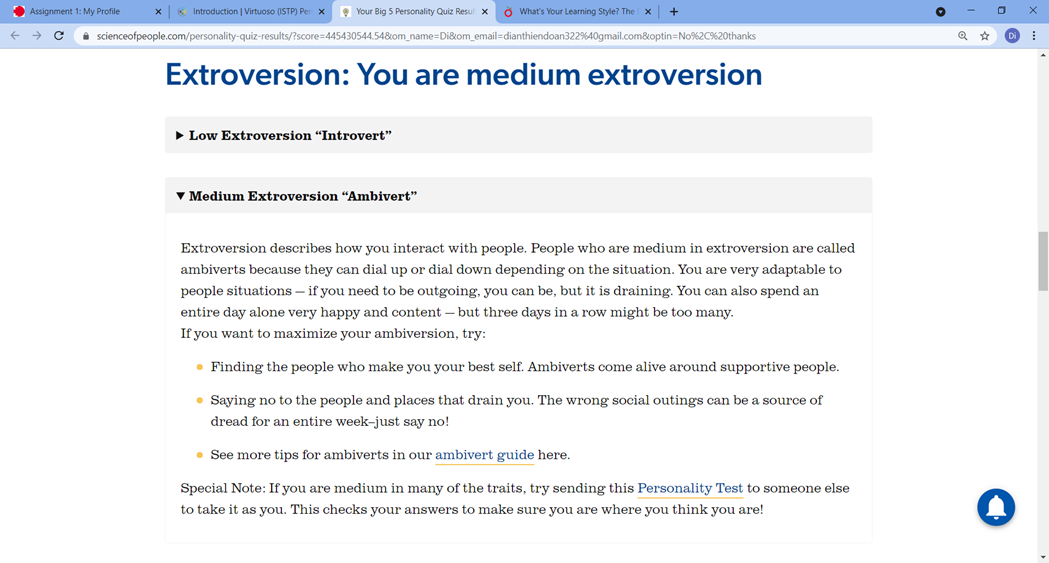 Assignment 1: My Profile
Introduction | Virtuoso (ISTP) Per
Your Big 5 Personality Quiz Resul
What's Your Learning Style? The
scienceofpeople.com/personality-quiz-results/?score=445430544.54&om_name=Di&om_email=dianthiendoan322%40gmail.com&optin=No%2C%20thanks
Di
Extroversion: You are medium extroversion
Low Extroversion “Introvert”
Medium Extroversion “Ambivert”
Extroversion describes how you interact with people. People who are medium in extroversion are called
ambiverts because they can dial up or dial down depending on the situation. You are very adaptable to
people situations — if you need to be outgoing, you can be, but it is draining. You can also spend an
entire day alone very happy and content — but three days in a row might be too many.
If you want to maximize your ambiversion, try:
Finding the people who make you your best self. Ambiverts come alive around supportive people.
Saying no to the people and places that drain you. The wrong social outings can be a source of
dread for an entire week–just say no!
See more tips for ambiverts in our ambivert guide here.
Special Note: If you are medium in many of the traits, try sending this Personality Test to someone else
to take it as you. This checks your answers to make sure you are where you think you are!